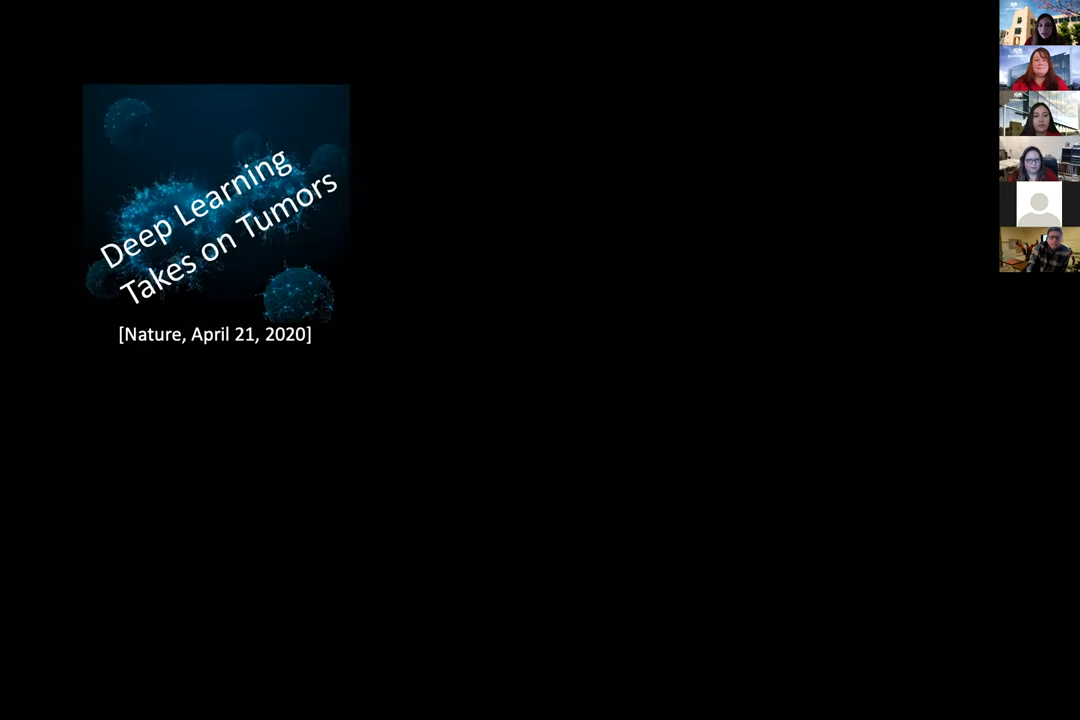 Deep Learning
Takes on Tumors
[Nature, April 21, 2020]